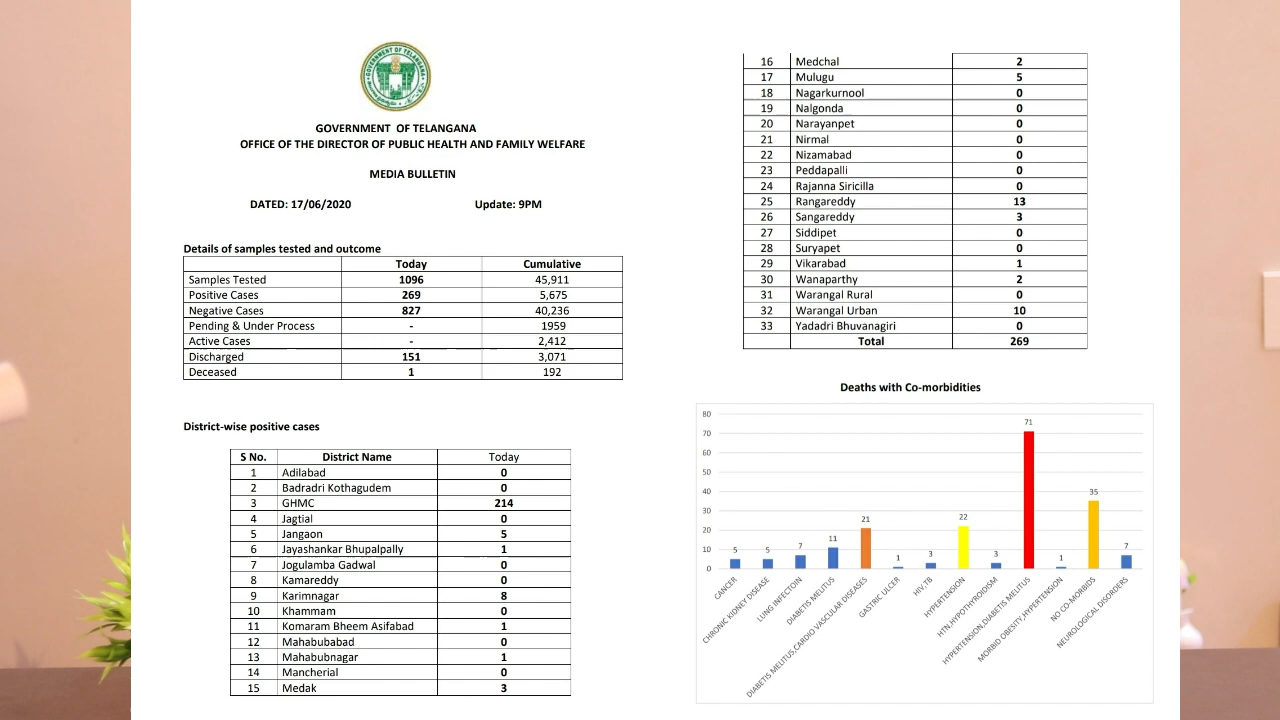 GOVERNMENT OF TELANGANA
GOVERNMENT OF TELANGANA
OFFICE OF THE DIRECTOR OF PUBLIC HEALTH AND FAMILY WELFARE
MEDIA BULLETIN
DATED: 17/06/2020 Update: 9PM
Details of samples tested and outcome
Today Cumulative
Samples Tested 1096 45,911
Positive Cases 269 5,675
Negative Cases 827 40,236
Pending & Under Process - 1959
Active Cases - 2,412
Discharged 151 3,071
Deceased 1 192
District-wise positive cases
S No. District Name Today
1 Adilabad 0
2 Badradri Kothagudem 0
3 GHMC 214
4 Jagtial 0
5 Jangaon 5
6 Jayashankar Bhupalpally 1
7 Jogulamba Gadwal 0
8 Kamareddy 0
9 Karimnagar 8
10 Khammam 0
11 Komaram Bheem Asifabad 1
12 Mahabubabad 0
13 Mahabubnagar 1
14 Mancherial 0
15 Medak 3
16 Medchal 2
17 Mulugu 5
18 Nagarkurnool 0
19 Nalgonda 0
20 Narayanpet 0
21 Nirmal 0
22 Nizamabad 0
23 Peddapalli 0
24 Rajanna Siricilla 0
25 Rangareddy 13
26 Sangareddy 3
27 Siddipet 0
28 Suryapet 0
29 Vikarabad 1
30 Wanaparthy 2
31 Warangal Rural 0
32 Warangal Urban 10
33 Yadadri Bhuvanagiri 0
Total 269
Deaths with Co-morbidities
80
70
60
50
40
30
20
10
0
5 5 7 11 21 1 3 22 3 71 1 35 7
CANCER
CHRONIC KIDNEY DISEASE
LUNG INFECTOIN
DIABETIS MELITUS
DIABETIS MELITUS,CARDIO VASCULAR DISEASES
GASTRIC ULCER
HIV,TB
HYPERTENSION
HTN,HYPOTHYROIDSM
HYPERTENSION,DIABETIS MELITUS
MORBID OBESITY,HYPERTENSION
NO CO-MORBIDS
NEUROLOGICAL DISORDERS